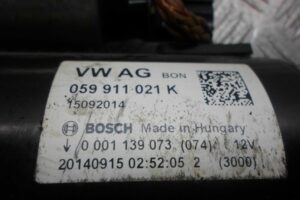 VW AG BON
059 911 021 K
15092014
BOSCH Made in Hungary
0 001 139 073 (074) 12V
20140915 02:52:05 2 (3000)